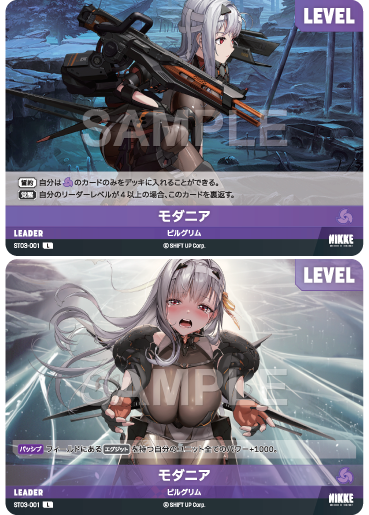 LEVEL
SAMPLE
誓約 自分は のカードのみをデッキに入れることができる。
覚醒 自分のリーダーレベルが4以上の場合、このカードを裏返す。
モダニア
LEADER ピルグリム
ST03-001 L © SHIFT UP Corp.
NIKKE
LEVEL
SAMPLE
パッシブ フィールドにある エグジット を持つ自分のユニット全てのパワー+1000。
モダニア
LEADER ピルグリム
ST03-001 L © SHIFT UP Corp.
NIKKE